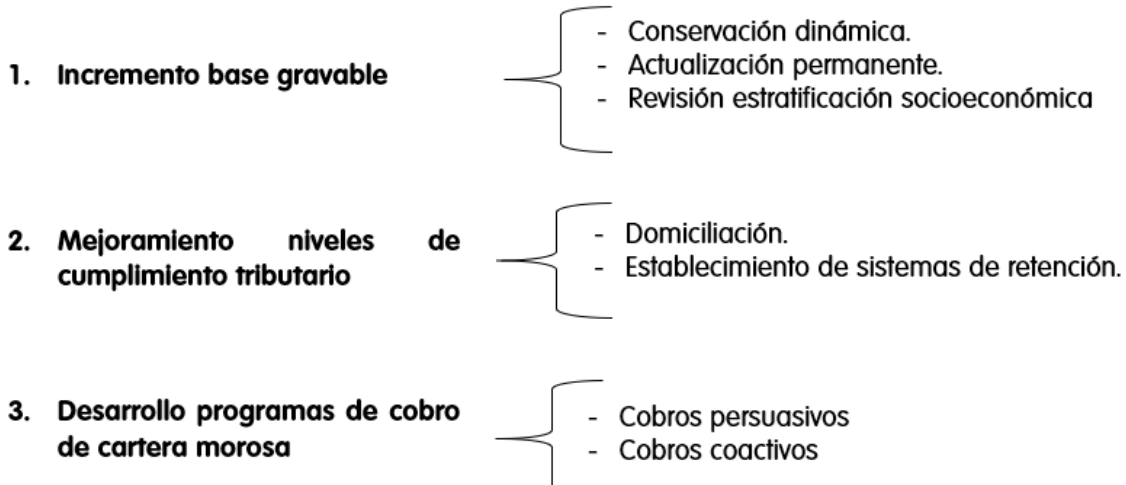 1. Incremento base gravable
- Conservación dinámica.
- Actualización permanente.
- Revisión estratificación socioeconómica
2. Mejoramiento niveles de
cumplimiento tributario
- Domiciliación.
- Establecimiento de sistemas de retención.
3. Desarrollo programas de cobro
de cartera morosa
- Cobros persuasivos
- Cobros coactivos